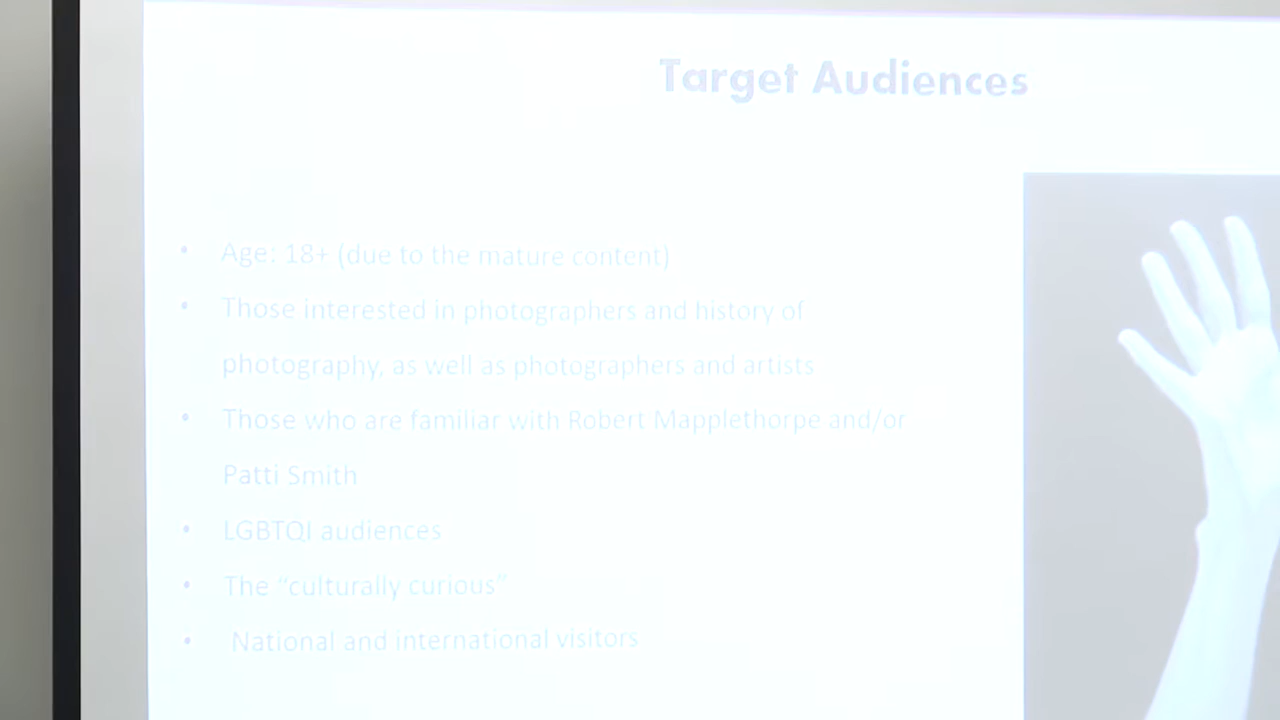 Target Audiences
• Age: 18+ (due to the mature content)
• Those interested in photographers and history of
photography, as well as photographers and artists
• Those who are familiar with Robert Mapplethorpe and/or
Patti Smith
• LGBTQI audiences
• The “culturally curious”
• National and international visitors